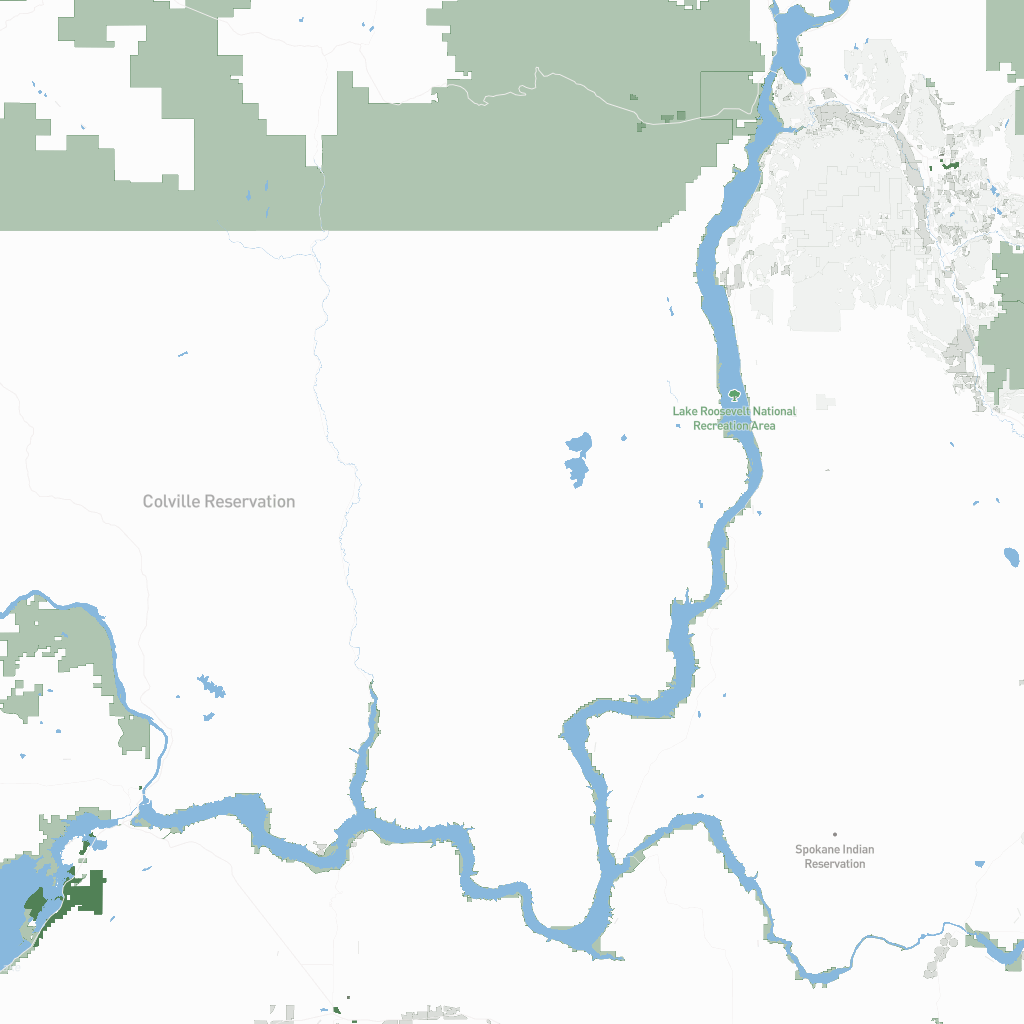 Lake Roosevelt National
Recreation Area
Colville Reservation
Spokane Indian
Reservation